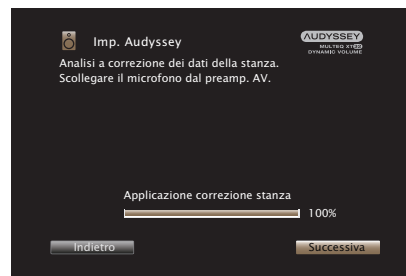 Imp. Audyssey
AUDYSSEY
MULTEQ XT32
DYNAMIC VOLUME
Analisi a correzione dei dati della stanza.
Scollegare il microfono dal preamp. AV.
Applicazione correzione stanza
100%
Indietro
Successiva